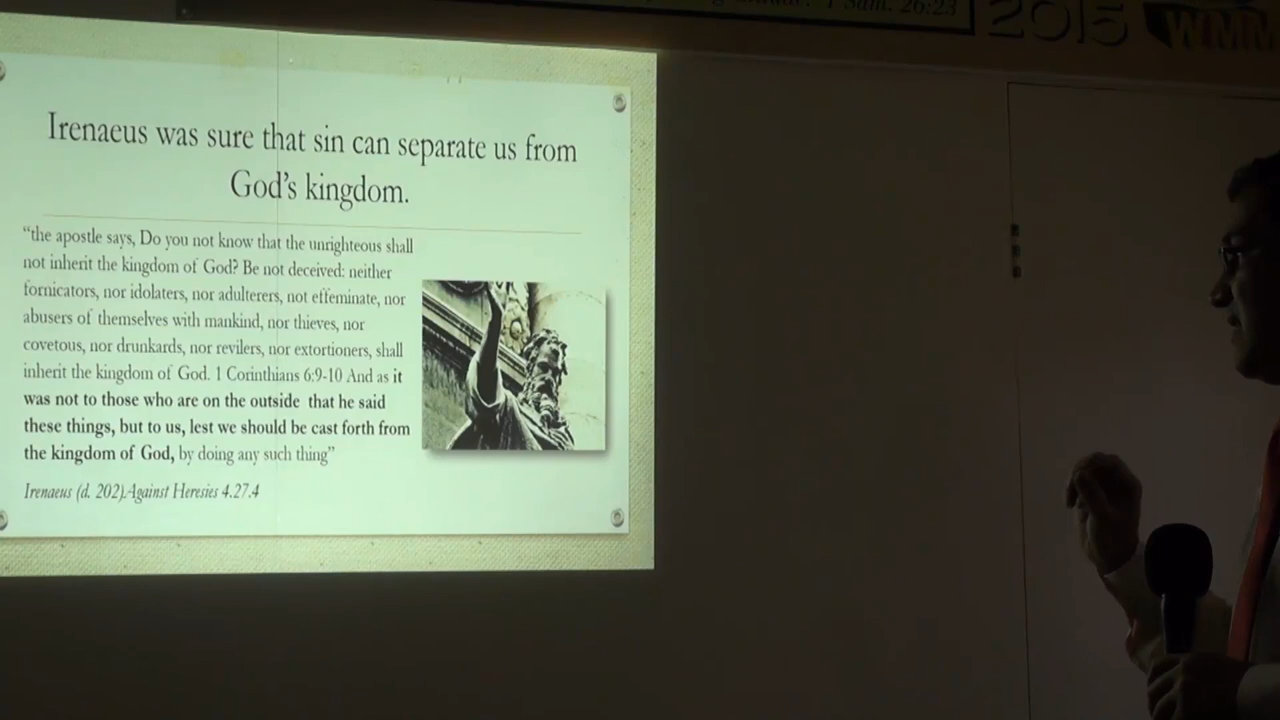 1 Sam. 26:23
2015
WMM
Irenaeus was sure that sin can separate us from
God's kingdom.
“the apostle says, Do you not know that the unrighteous shall
not inherit the kingdom of God? Be not deceived: neither
fornicators, nor idolaters, nor adulterers, not effeminate, nor
abusers of themselves with mankind, nor thieves, nor
covetous, nor drunkards, nor revilers, nor extortioners, shall
inherit the kingdom of God. 1 Corinthians 6:9-10 And as it
was not to those who are on the outside that he said
these things, but to us, lest we should be cast forth from
the kingdom of God, by doing any such thing”
Irenaeus (d. 202).Against Heresies 4.27.4